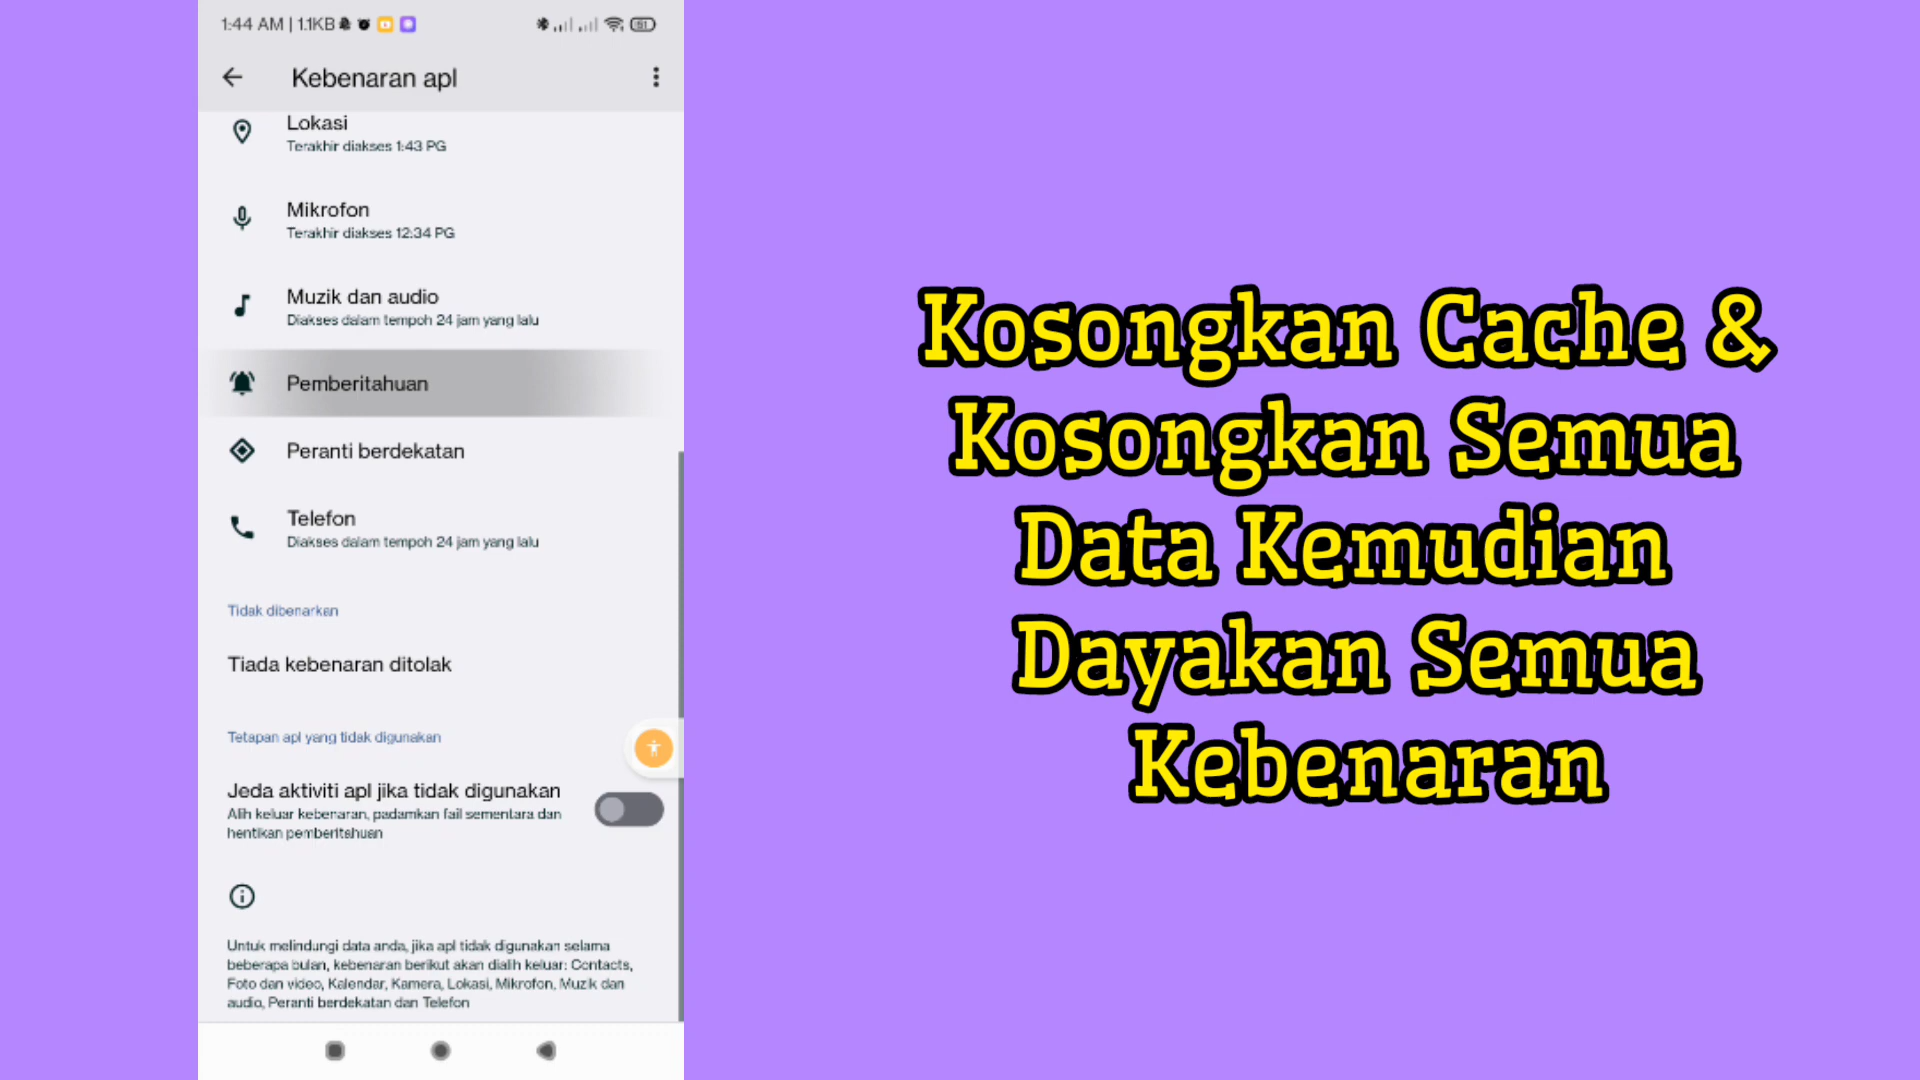 1:44 AM | 1.1KB
51
Kebenaran apl
Lokasi
Terakhir diakses 1:43 PG
Mikrofon
Terakhir diakses 12:34 PG
Muzik dan audio
Diakses dalam tempoh 24 jam yang lalu
Pemberitahuan
Peranti berdekatan
Telefon
Diakses dalam tempoh 24 jam yang lalu
Tidak dibenarkan
Tiada kebenaran ditolak
Tetapan apl yang tidak digunakan
Jeda aktiviti apl jika tidak digunakan
Alih keluar kebenaran, padamkan fail sementara dan
hentikan pemberitahuan
Untuk melindungi data anda, jika apl tidak digunakan selama
beberapa bulan, kebenaran berikut akan dialih keluar: Contacts,
Foto dan video, Kalendar, Kamera, Lokasi, Mikrofon, Muzik dan
audio, Peranti berdekatan dan Telefon
Kosongkan Cache &
Kosongkan Semua
Data Kemudian
Dayakan Semua
Kebenaran